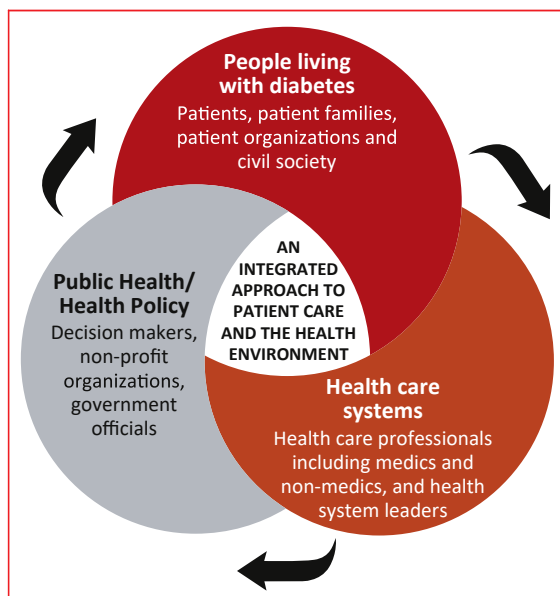 People living
with diabetes
Patients, patient families,
patient organizations and
civil society
AN
INTEGRATED
APPROACH TO
PATIENT CARE
AND THE HEALTH
ENVIRONMENT
Public Health/
Health Policy
Decision makers,
non-profit
organizations,
government
officials
Health care
systems
Health care professionals
including medics and
non-medics, and health
system leaders